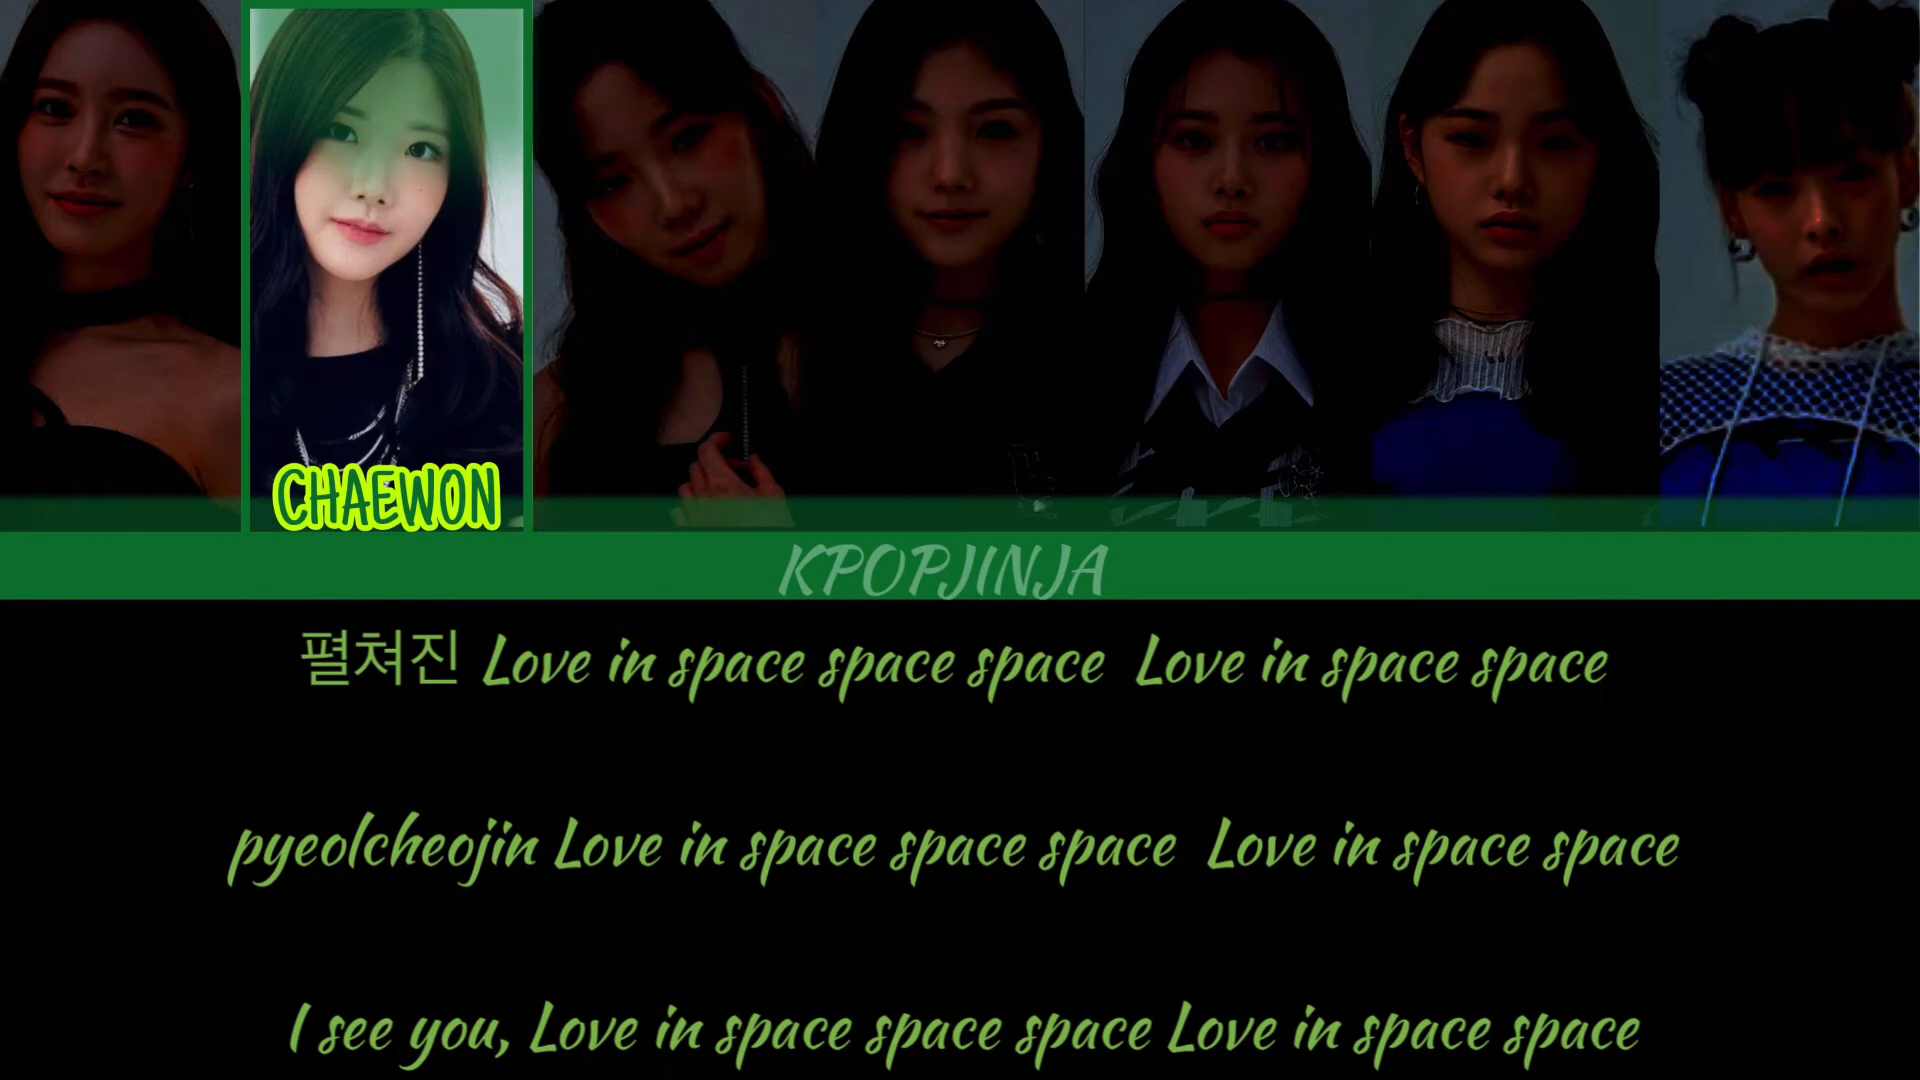 CHAEWON
KPOPJINJA
펼쳐진 Love in space space space Love in space space
pyeolcheojin Love in space space space Love in space space
I see you, Love in space space space Love in space space